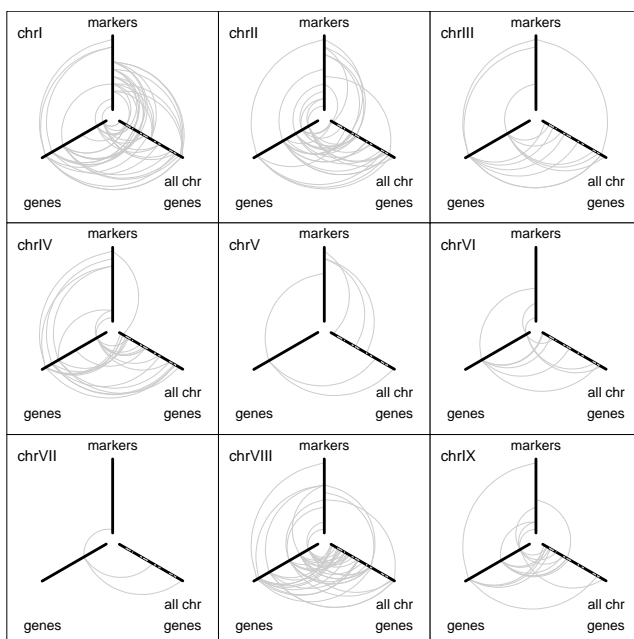 chrI
markers
genes
all chr
genes
chrII
markers
genes
all chr
genes
chrIII
markers
genes
all chr
genes
chrIV
markers
genes
all chr
genes
chrV
markers
genes
all chr
genes
chrVI
markers
genes
all chr
genes
chrVII
markers
genes
all chr
genes
chrVIII
markers
genes
all chr
genes
chrIX
markers
genes
all chr
genes